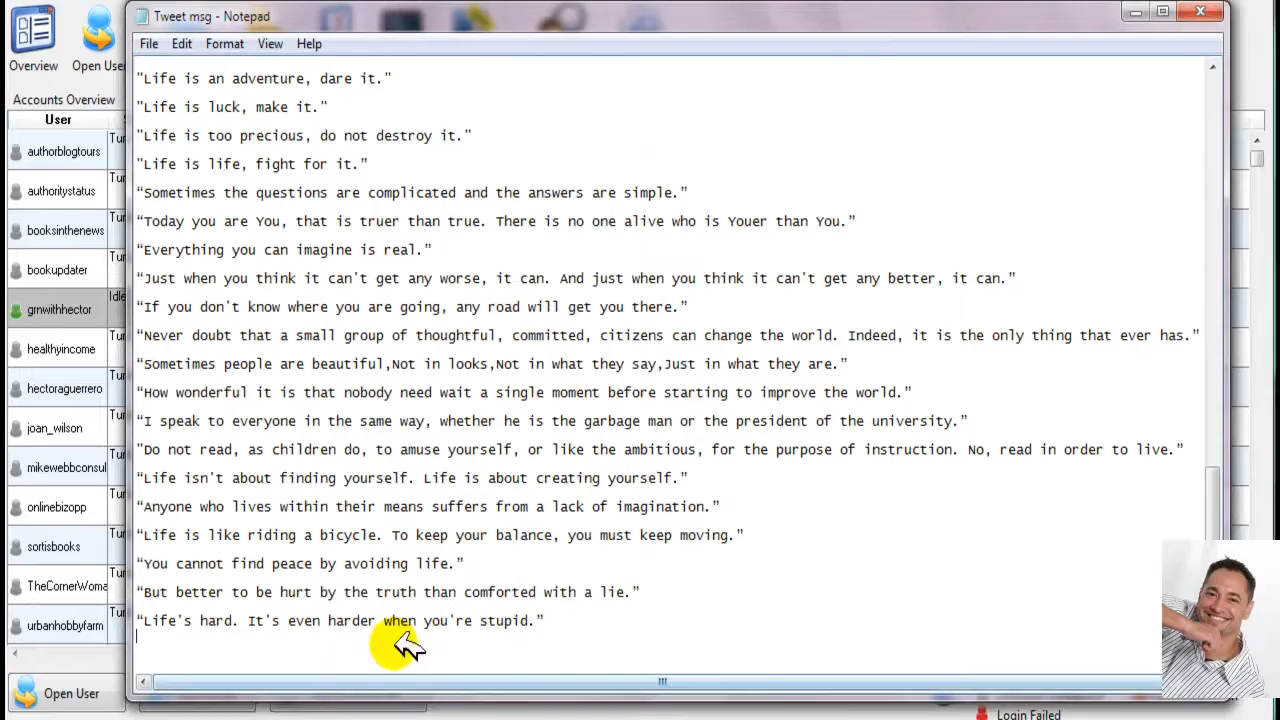 Tweet msg - Notepad
File Edit Format View Help
Overview
Open User
Accounts Overview
User
authorblogtours
authoritystatus
booksinthenews
bookupdater
grnwithhector
Idle
healthyincome
hectoraguerrero
joan_wilson
mikewebbconsul
onlinebizopp
sortisbooks
TheCornerWoma
urbanhobbyfarm
"Life is an adventure, dare it."
"Life is luck, make it."
"Life is too precious, do not destroy it."
"Life is life, fight for it."
“Sometimes the questions are complicated and the answers are simple.”
“Today you are You, that is truer than true. There is no one alive who is Youer than You.”
“Everything you can imagine is real.”
“Just when you think it can't get any worse, it can. And just when you think it can't get any better, it can.”
“If you don't know where you are going, any road will get you there.”
“Never doubt that a small group of thoughtful, committed, citizens can change the world. Indeed, it is the only thing that ever has.”
“Sometimes people are beautiful,Not in looks,Not in what they say,Just in what they are.”
“How wonderful it is that nobody need wait a single moment before starting to improve the world.”
“I speak to everyone in the same way, whether he is the garbage man or the president of the university.”
“Do not read, as children do, to amuse yourself, or like the ambitious, for the purpose of instruction. No, read in order to live.”
“Life isn't about finding yourself. Life is about creating yourself.”
“Anyone who lives within their means suffers from a lack of imagination.”
“Life is like riding a bicycle. To keep your balance, you must keep moving.”
“You cannot find peace by avoiding life.”
“But better to be hurt by the truth than comforted with a lie.”
“Life's hard. It's even harder when you're stupid.”
Open User
Login Failed